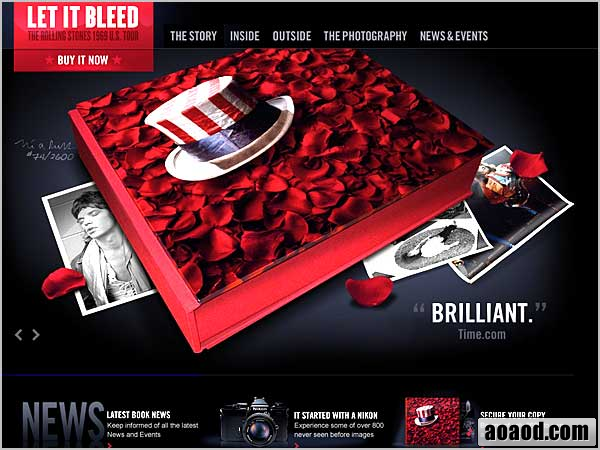 LET IT BLEED
THE ROLLING STONES 1969 U.S. TOUR
★ BUY IT NOW ★
THE STORY INSIDE OUTSIDE THE PHOTOGRAPHY NEWS & EVENTS
#74/2600
“BRILLIANT.”
Time.com
NEWS
LATEST BOOK NEWS
Keep informed of all the latest
News and Events
Nikon
IT STARTED WITH A NIKON
Experience some of over 800
never seen before images
SECURE YOUR COPY
aoaod.com